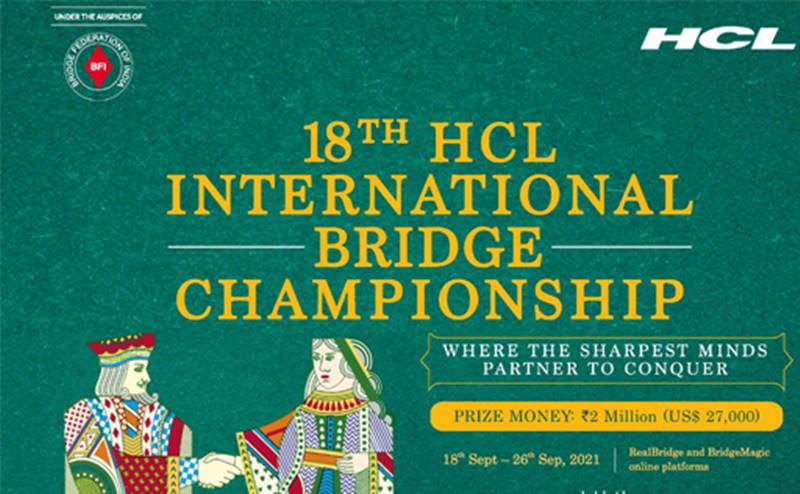 UNDER THE AUSPICES OF
BRIDGE FEDERATION OF INDIA
BFI
HCL
18TH HCL
INTERNATIONAL
BRIDGE
CHAMPIONSHIP
WHERE THE SHARPEST MINDS
PARTNER TO CONQUER
PRIZE MONEY: ₹2 Million (US$ 27,000)
18th Sept – 26th Sep, 2021
RealBridge and BridgeMagic
online platforms